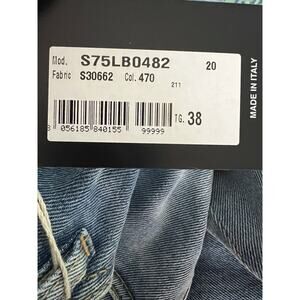 Mod. S75LB0482 20
Fabric S30662 Col. 470
211
8 056185 840155 99999
TG. 38
MADE IN ITALY